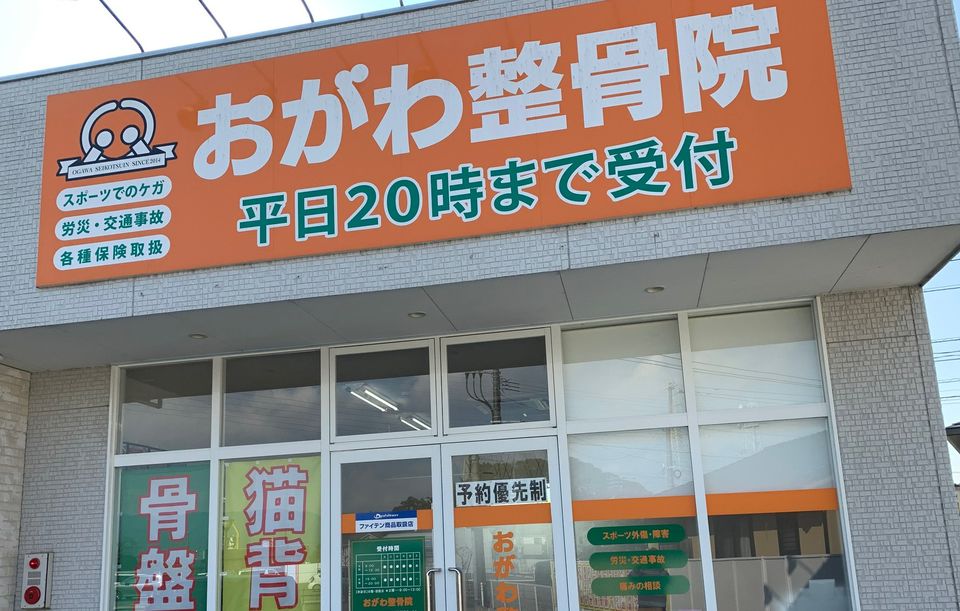 おがわ整骨院
平日20時まで受付
OGAWA SEIKOTSUIN SINCE 2014
スポーツでのケガ
労災・交通事故
各種保険取扱
骨盤
猫背
ファイテン商品取扱店
受付時間
おがわ整骨院
予約優先制
おがわ
スポーツ外傷・障害
労災・交通事故
痛みの相談